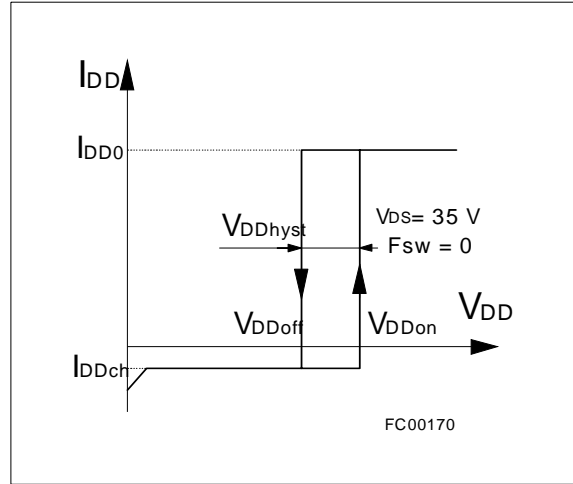 IDD
IDD0
VDDhyst
VDS= 35 V
Fsw = 0
VDDoff
VDDon
VDD
IDDch
FC00170